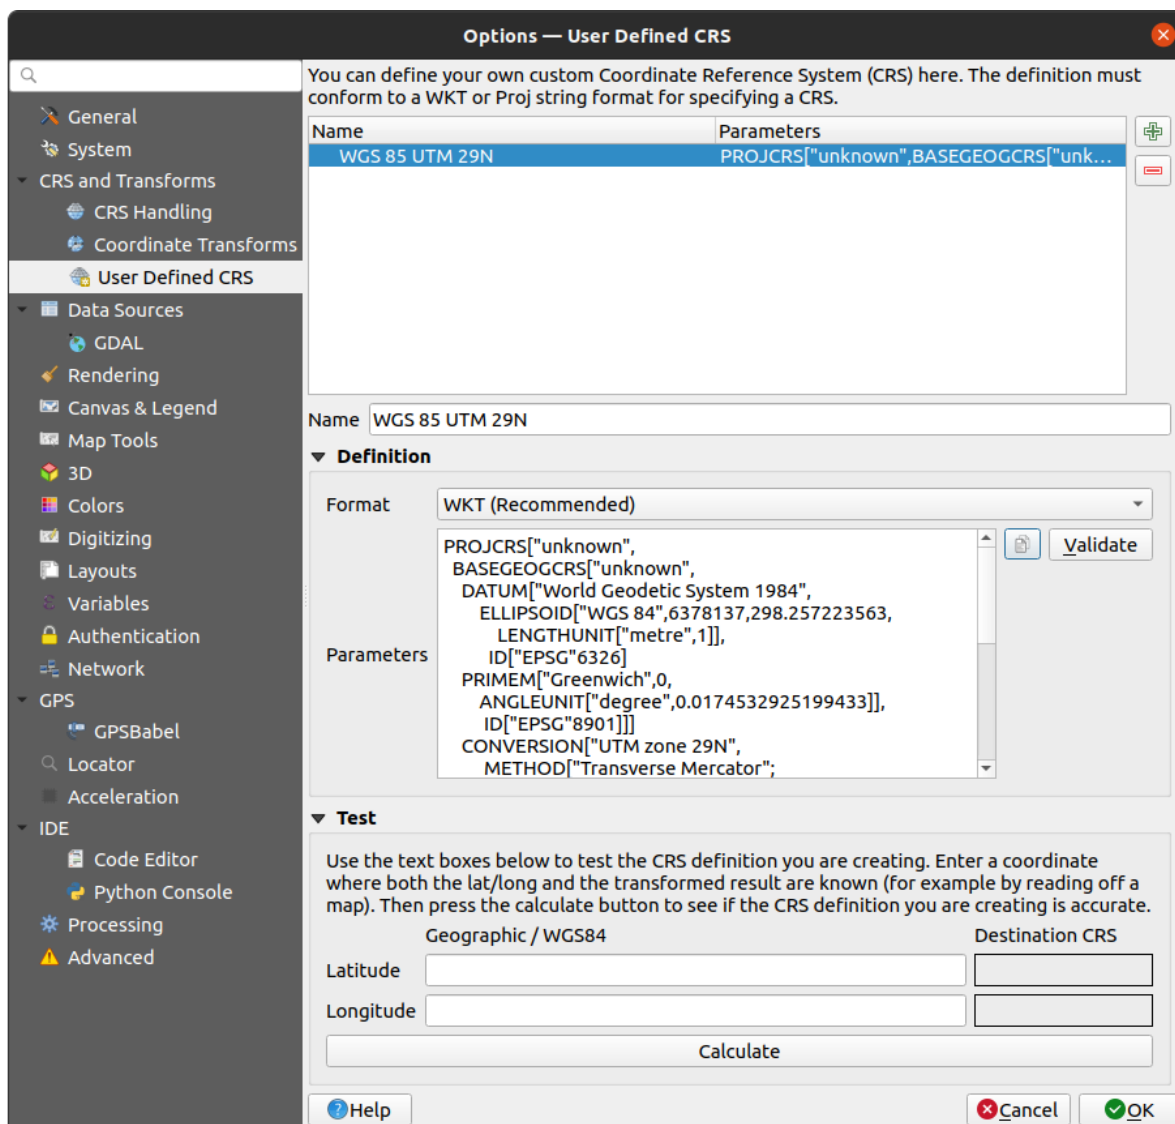 Options — User Defined CRS
General
System
CRS and Transforms
CRS Handling
Coordinate Transforms
User Defined CRS
Data Sources
GDAL
Rendering
Canvas & Legend
Map Tools
3D
Colors
Digitizing
Layouts
Variables
Authentication
Network
GPS
GPSBabel
Locator
Acceleration
IDE
Code Editor
Python Console
Processing
Advanced
You can define your own custom Coordinate Reference System (CRS) here. The definition must
conform to a WKT or Proj string format for specifying a CRS.
Name Parameters
WGS 85 UTM 29N PROJCRS["unknown",BASEGEOGCRS["unk...
Name WGS 85 UTM 29N
Definition
Format WKT (Recommended)
Parameters
PROJCRS["unknown",
BASEGEOGCRS["unknown",
DATUM["World Geodetic System 1984",
ELLIPSOID["WGS 84",6378137,298.257223563,
LENGTHUNIT["metre",1]],
ID["EPSG"6326]
PRIMEM["Greenwich",0,
ANGLEUNIT["degree",0.0174532925199433]],
ID["EPSG"8901]]]
CONVERSION["UTM zone 29N",
METHOD["Transverse Mercator";
Validate
Test
Use the text boxes below to test the CRS definition you are creating. Enter a coordinate
where both the lat/long and the transformed result are known (for example by reading off a
map). Then press the calculate button to see if the CRS definition you are creating is accurate.
Geographic / WGS84 Destination CRS
Latitude
Longitude
Calculate
Help Cancel OK